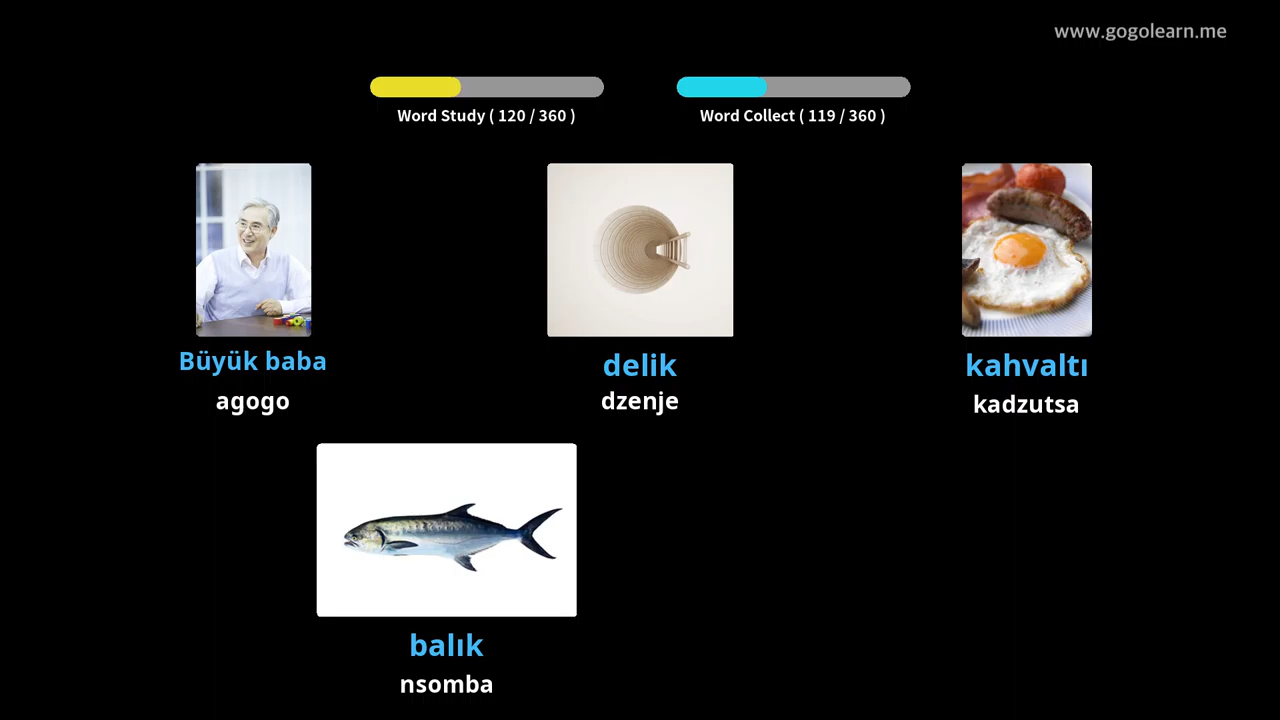 www.gogolearn.me
Word Study ( 120 / 360 )
Word Collect ( 119 / 360 )
Büyük baba
agogo
delik
dzenje
kahvaltı
kadzutsa
balık
nsomba